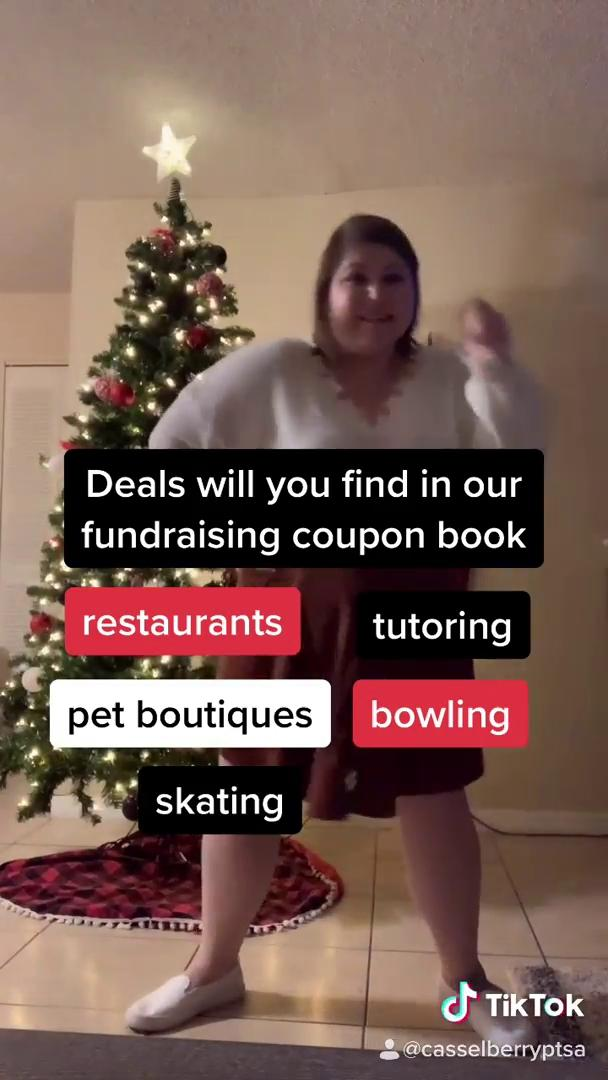 Deals will you find in our
fundraising coupon book
restaurants
tutoring
pet boutiques
bowling
skating
TikTok
@casselberryptsa